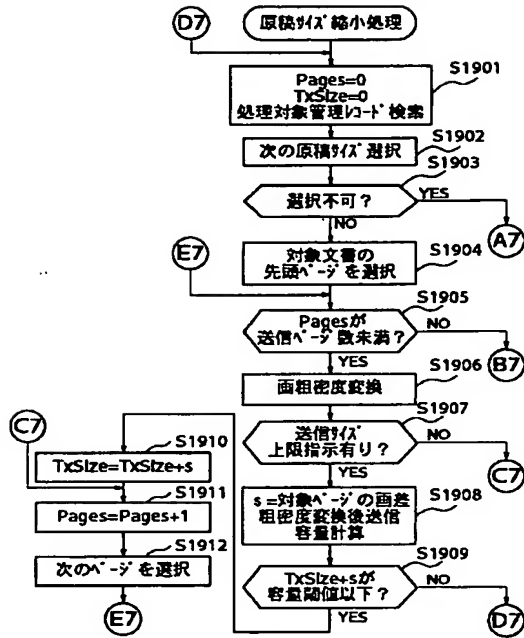 D7
原稿サイズ縮小処理
S1901
Pages=0
TxSize=0
処理対象管理レコード検索
S1902
次の原稿サイズ選択
S1903
選択不可？
YES
A7
NO
E7
対象文書の
先頭ページを選択
S1904
S1905
Pagesが
送信ページ数未満？
NO
B7
YES
S1906
画粗密度変換
S1907
送信サイズ
上限指示有り？
NO
C7
YES
S1908
s=対象ページの画差
粗密度変換後送信
容量計算
S1909
TxSize+sが
容量閾値以下？
NO
D7
YES
C7
S1910
TxSize=TxSize+s
S1911
Pages=Pages+1
S1912
次のページを選択
E7